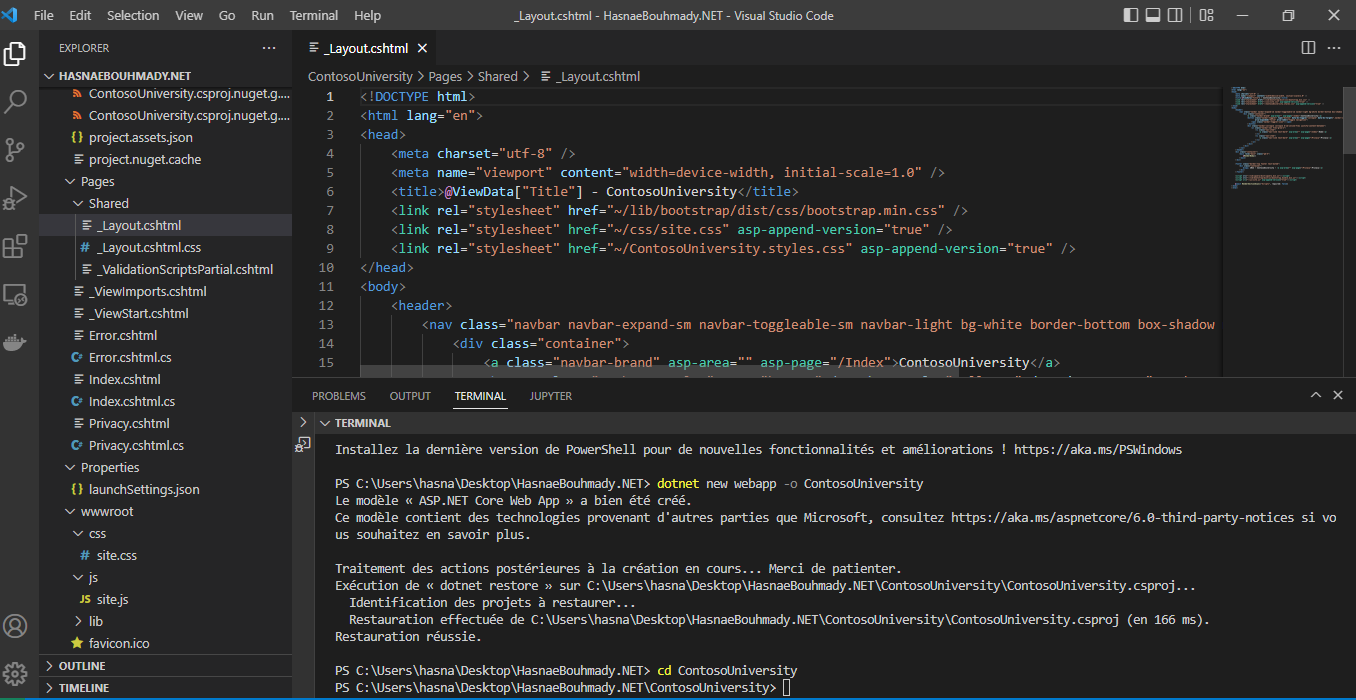 File Edit Selection View Go Run Terminal Help
_Layout.cshtml - HasnaeBouhmady.NET - Visual Studio Code
EXPLORER
HASNAEBOUHMADY.NET
ContosoUniversity.csproj.nuget.g....
ContosoUniversity.csproj.nuget.g....
{} project.assets.json
project.nuget.cache
Pages
Shared
_Layout.cshtml
# _Layout.cshtml.css
_ValidationScriptsPartial.cshtml
_ViewImports.cshtml
_ViewStart.cshtml
Error.cshtml
C# Error.cshtml.cs
Index.cshtml
C# Index.cshtml.cs
Privacy.cshtml
C# Privacy.cshtml.cs
Properties
{} launchSettings.json
wwwroot
css
# site.css
js
JS site.js
lib
favicon.ico
OUTLINE
TIMELINE
_Layout.cshtml
ContosoUniversity > Pages > Shared > _Layout.cshtml
1 <!DOCTYPE html>
2 <html lang="en">
3 <head>
4 <meta charset="utf-8" />
5 <meta name="viewport" content="width=device-width, initial-scale=1.0" />
6 <title>@ViewData["Title"] - ContosoUniversity</title>
7 <link rel="stylesheet" href="~/lib/bootstrap/dist/css/bootstrap.min.css" />
8 <link rel="stylesheet" href="~/css/site.css" asp-append-version="true" />
9 <link rel="stylesheet" href="~/ContosoUniversity.styles.css" asp-append-version="true" />
10 </head>
11 <body>
12 <header>
13 <nav class="navbar navbar-expand-sm navbar-toggleable-sm navbar-light bg-white border-bottom box-shadow
14 <div class="container">
15 <a class="navbar-brand" asp-area="" asp-page="/Index">ContosoUniversity</a>
PROBLEMS OUTPUT TERMINAL JUPYTER
TERMINAL
Installez la dernière version de PowerShell pour de nouvelles fonctionnalités et améliorations ! https://aka.ms/PSWindows
PS C:\Users\hasna\Desktop\HasnaeBouhmady.NET> dotnet new webapp -o ContosoUniversity
Le modèle « ASP.NET Core Web App » a bien été créé.
Ce modèle contient des technologies provenant d'autres parties que Microsoft, consultez https://aka.ms/aspnetcore/6.0-third-party-notices si vo
us souhaitez en savoir plus.
Traitement des actions postérieures à la création en cours... Merci de patienter.
Exécution de « dotnet restore » sur C:\Users\hasna\Desktop\HasnaeBouhmady.NET\ContosoUniversity\ContosoUniversity.csproj...
Identification des projets à restaurer...
Restauration effectuée de C:\Users\hasna\Desktop\HasnaeBouhmady.NET\ContosoUniversity\ContosoUniversity.csproj (en 166 ms).
Restauration réussie.
PS C:\Users\hasna\Desktop\HasnaeBouhmady.NET> cd ContosoUniversity
PS C:\Users\hasna\Desktop\HasnaeBouhmady.NET\ContosoUniversity>